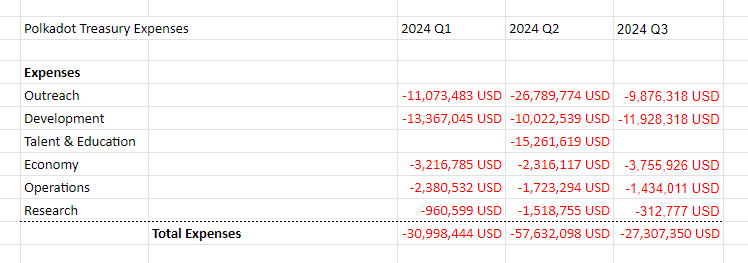 Polkadot Treasury Expenses 2024 Q1 2024 Q2 2024 Q3
Expenses
Outreach -11,073,483 USD -26,789,774 USD -9,876,318 USD
Development -13,367,045 USD -10,022,539 USD -11,928,318 USD
Talent & Education -15,261,619 USD
Economy -3,216,785 USD -2,316,117 USD -3,755,926 USD
Operations -2,380,532 USD -1,723,294 USD -1,434,011 USD
Research -960,599 USD -1,518,755 USD -312,777 USD
Total Expenses -30,998,444 USD -57,632,098 USD -27,307,350 USD